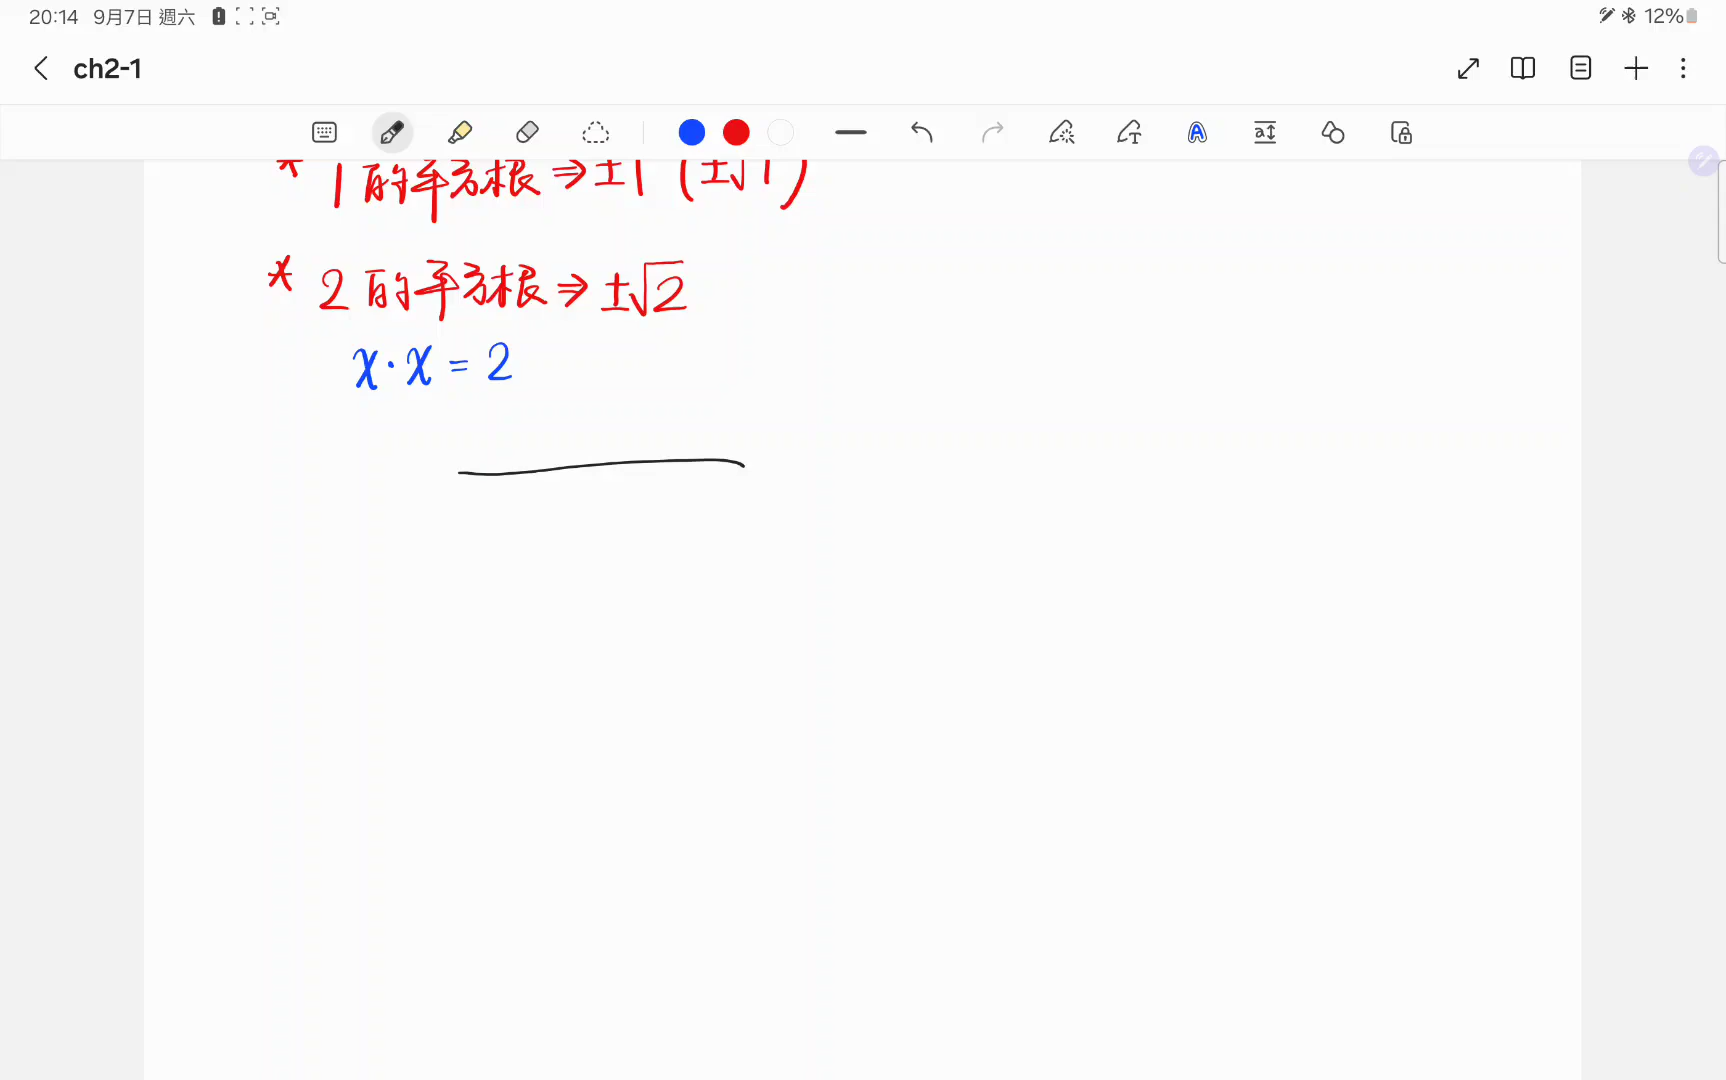 20:14 9月7日 週六 12%
ch2-1
* 1的平方根⇒±1 (±√1)
* 2的平方根⇒±√2
x·x=2